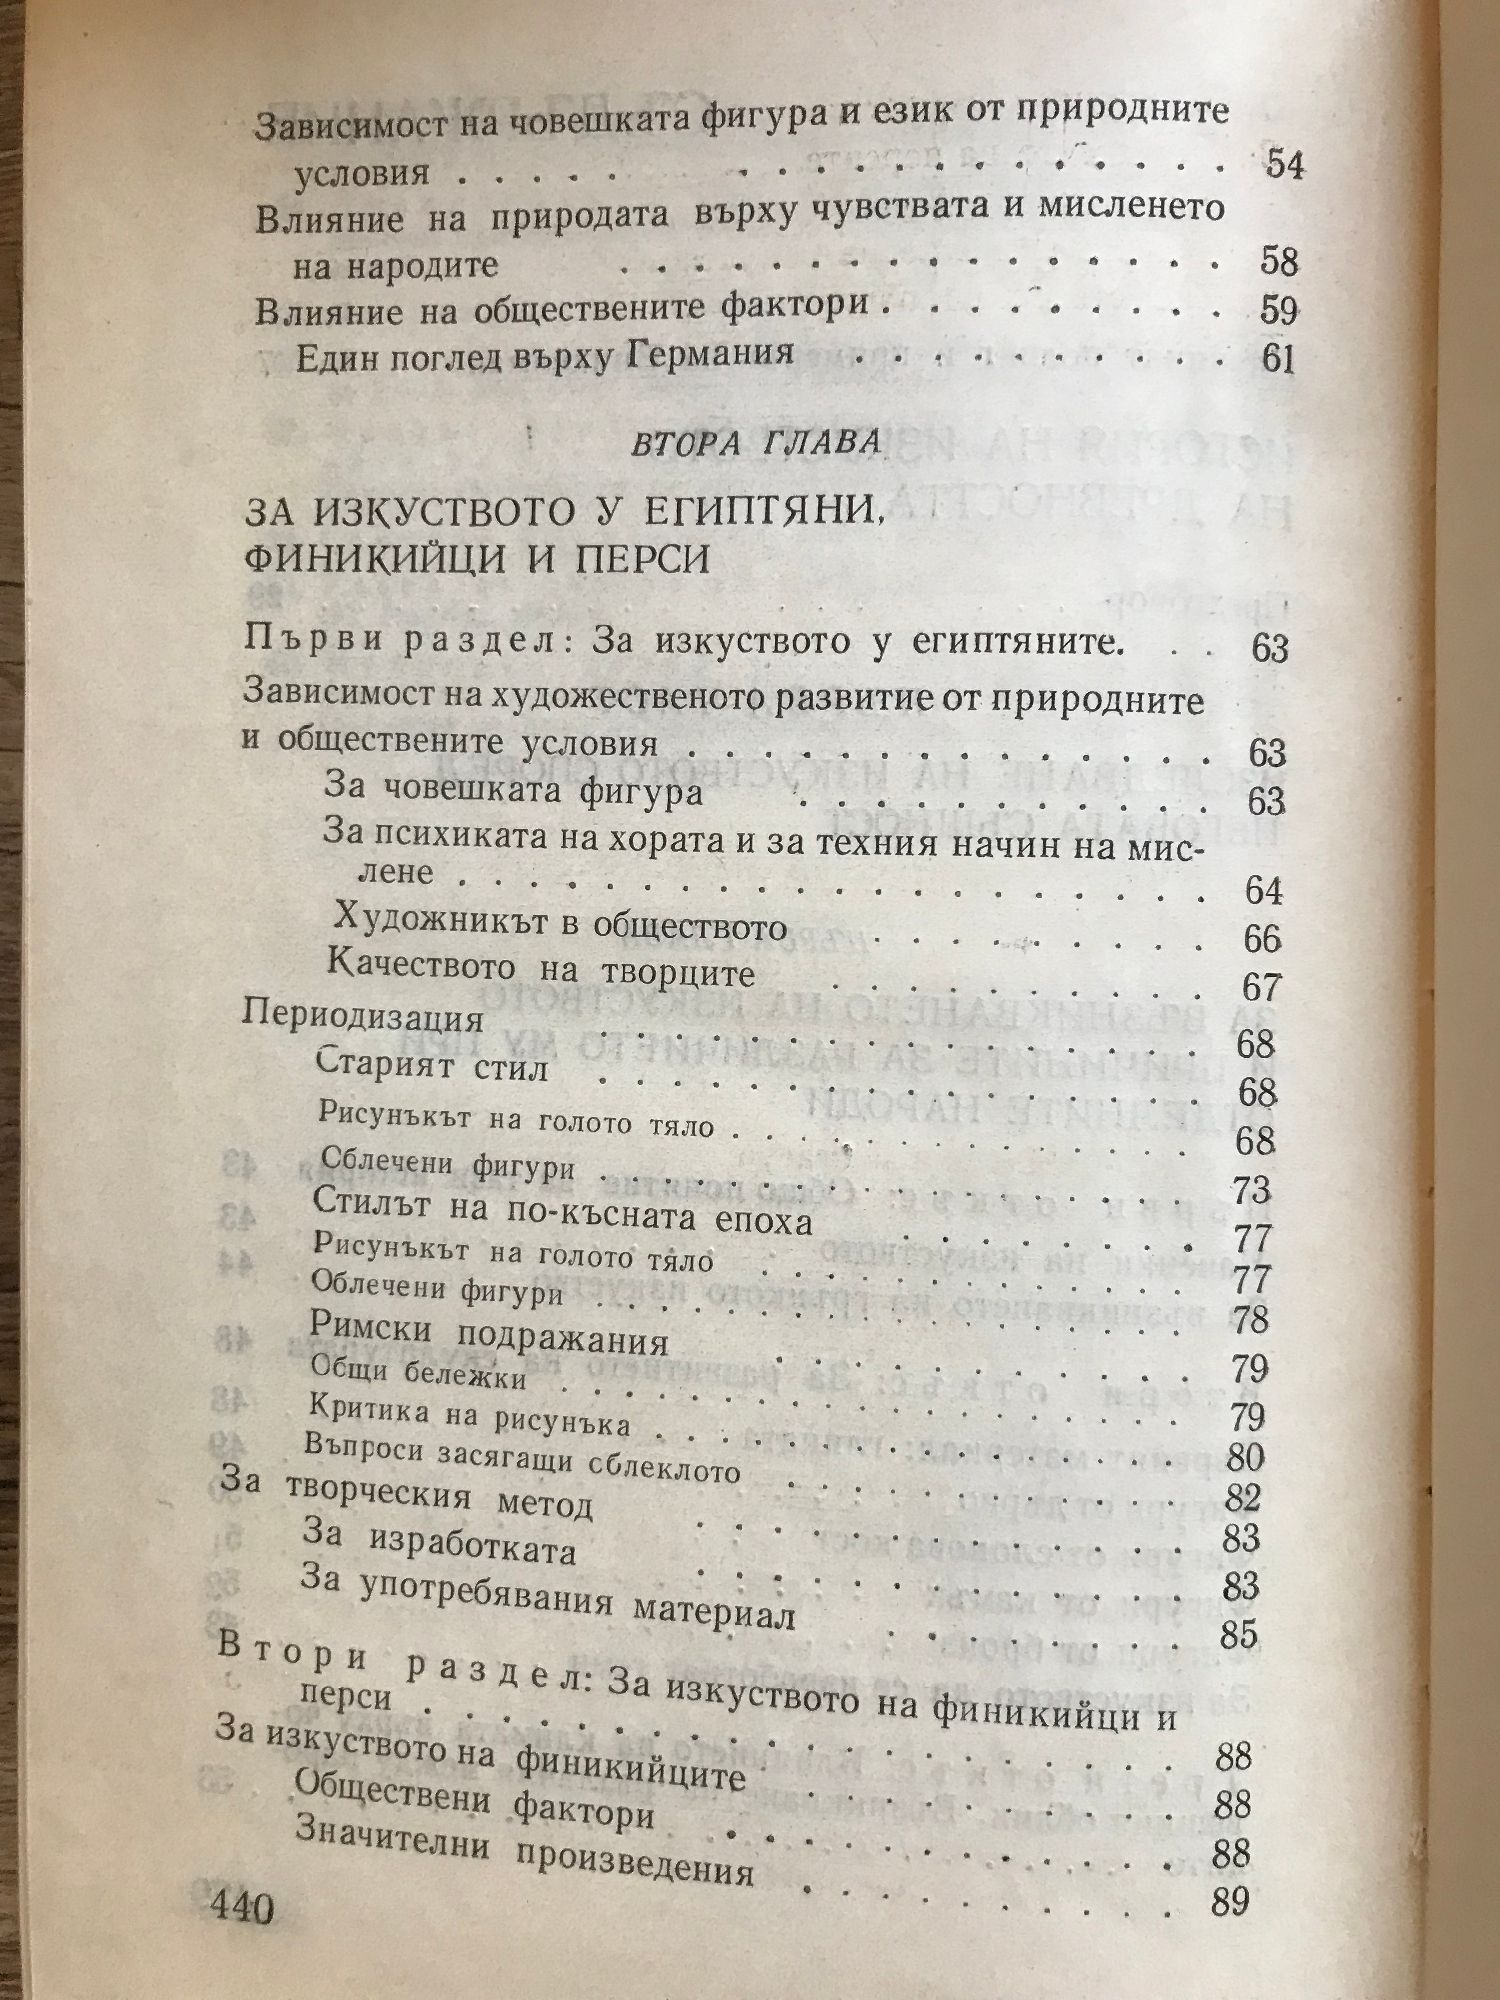 Зависимост на човешката фигура и език от природните
условия . . . . . . . . . . . . . . . . . . 54
Влияние на природата върху чувствата и мисленето
на народите . . . . . . . . . . . . . . . . 58
Влияние на обществените фактори . . . . . . . . . 59
Един поглед върху Германия . . . . . . . . . . 61
ВТОРА ГЛАВА
ЗА ИЗКУСТВОТО У ЕГИПТЯНИ,
ФИНИКИЙЦИ И ПЕРСИ
Първи раздел: За изкуството у египтяните. . . 63
Зависимост на художественото развитие от природните
и обществените условия . . . . . . . . . . . . . . 63
За човешката фигура . . . . . . . . . . . 63
За психиката на хората и за техния начин на мис-
лене . . . . . . . . . . . . . . . . . . . . 64
Художникът в обществото . . . . . . . . . 66
Качеството на творците . . . . . . . . . . 67
Периодизация . . . . . . . . . . . . . . . . 68
Старият стил . . . . . . . . . . . . . . . . 68
Рисунъкът на голото тяло . . . . . . . . . . . . . 68
Сблечени фигури . . . . . . . . . . . . . . . . 73
Стилът на по-късната епоха . . . . . . . . 77
Рисунъкът на голото тяло . . . . . . . . . . . . 77
Облечени фигури . . . . . . . . . . . . . . . . 78
Римски подражания . . . . . . . . . . . 79
Общи бележки . . . . . . . . . . . . . . . . . 79
Критика на рисунъка . . . . . . . . . . . . . . 80
Въпроси засягащи сблеклото . . . . . . . . . . . 82
За творческия метод . . . . . . . . . . . . . 83
За изработката . . . . . . . . . . . . . 83
За употребявания материал . . . . . . . . 85
Втори раздел: За изкуството на финикийци и
перси . . . . . . . . . . . . . . . . . . . . 88
За изкуството на финикийците . . . . . . . . . . 88
Обществени фактори . . . . . . . . . . . . 88
Значителни произведения . . . . . . . . . . 89
440